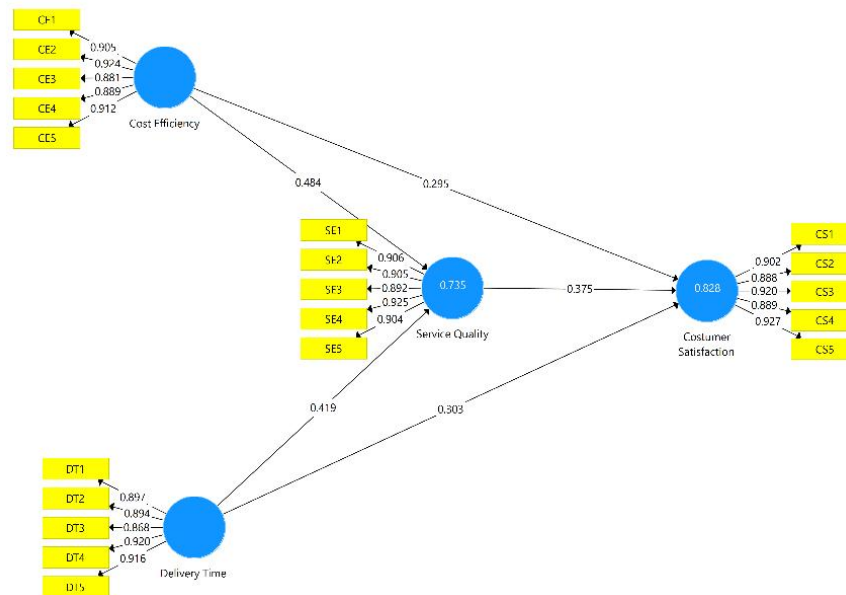 CE1
CE2
CE3
CE4
CE5
0.905
0.924
0.881
0.889
0.912
Cost Efficiency
0.484
0.295
SE1
SE2
SE3
SE4
SE5
0.906
0.905
0.892
0.925
0.904
0.735
Service Quality
0.375
0.828
Costumer
Satisfaction
0.902
0.888
0.920
0.889
0.927
CS1
CS2
CS3
CS4
CS5
0.419
0.303
DT1
DT2
DT3
DT4
DT5
0.897
0.894
0.868
0.920
0.916
Delivery Time